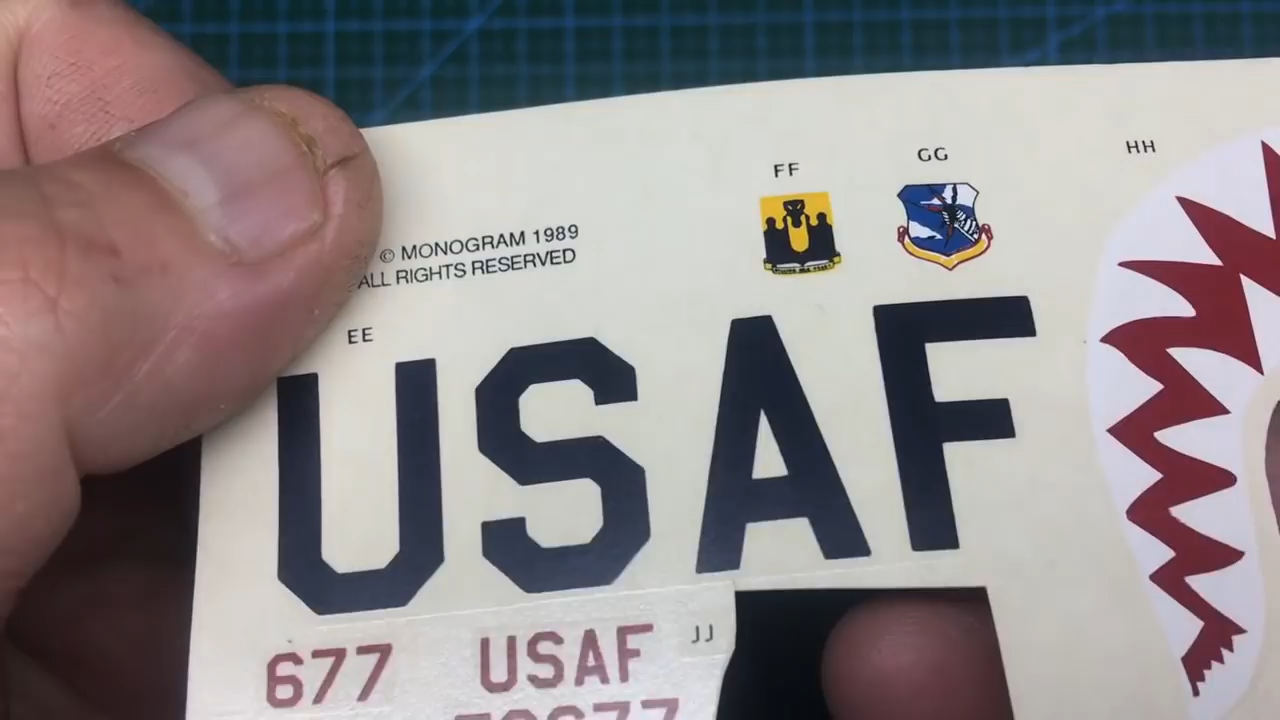 HH
GG
FF
© MONOGRAM 1989
ALL RIGHTS RESERVED
EE
USAF
677
USAF
JJ